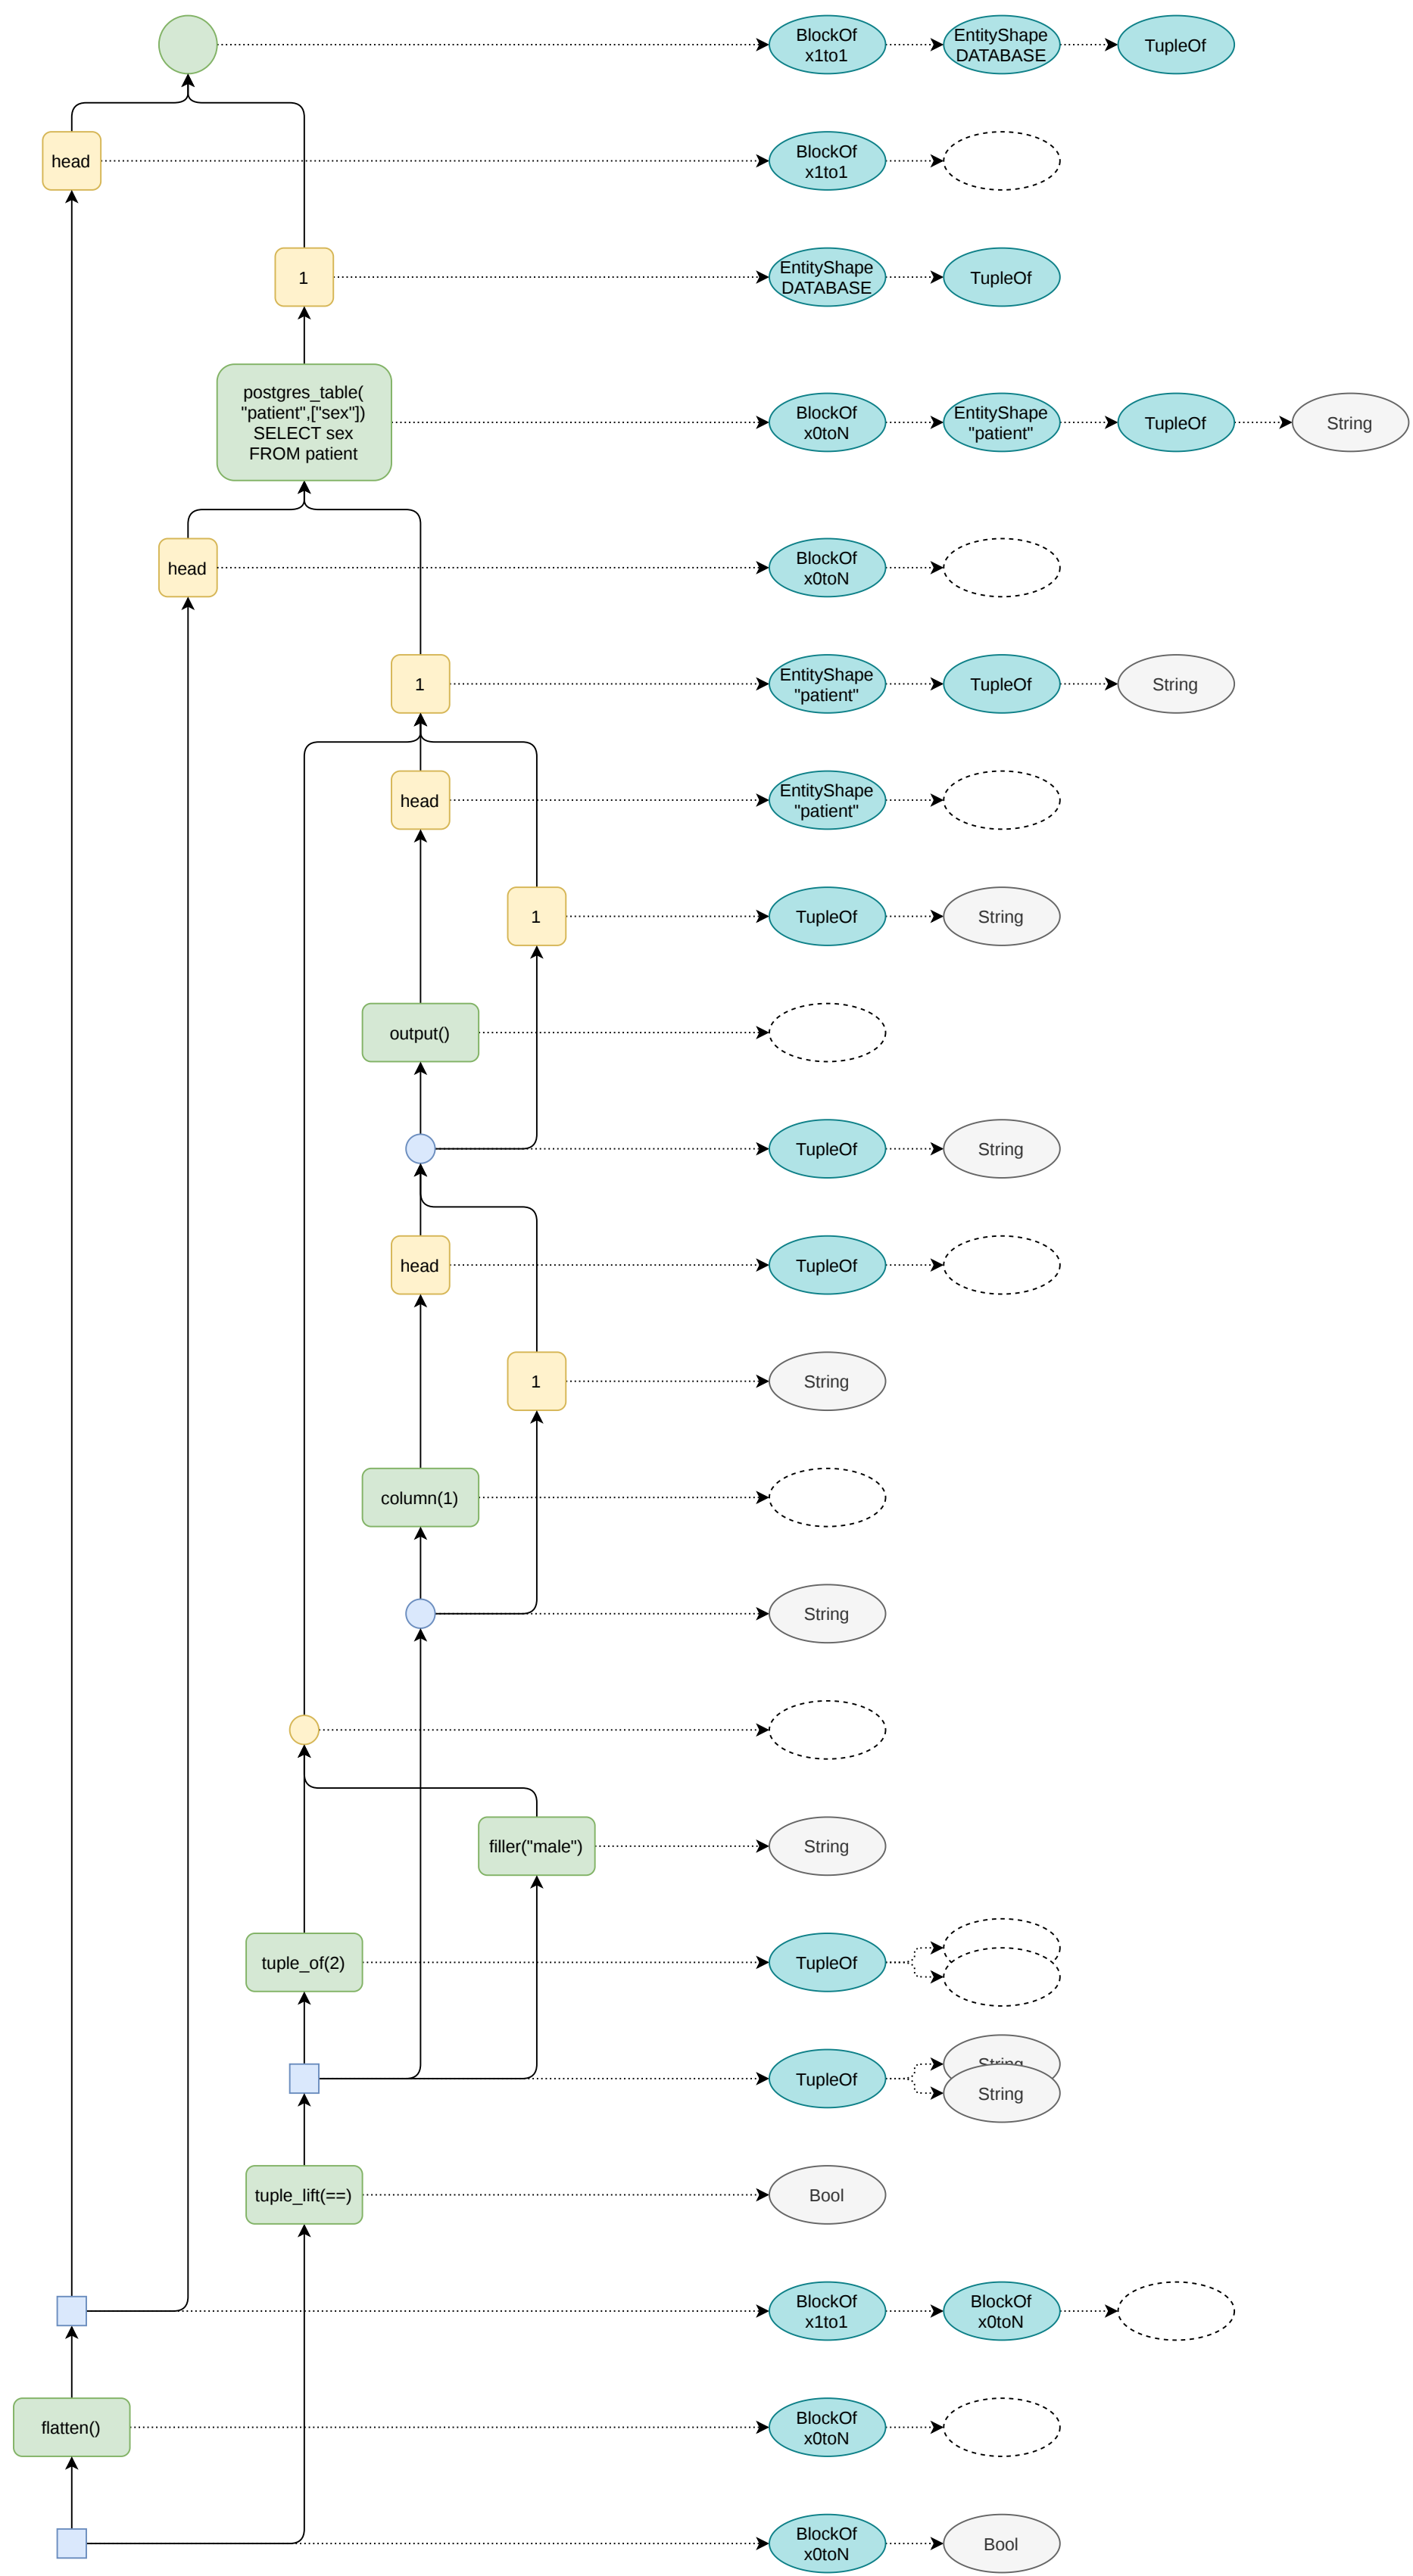 BlockOf
x1to1
EntityShape
DATABASE
TupleOf
head
BlockOf
x1to1
1
EntityShape
DATABASE
TupleOf
postgres_table(
"patient",["sex"])
SELECT sex
FROM patient
BlockOf
x0toN
EntityShape
"patient"
TupleOf
String
head
BlockOf
x0toN
1
EntityShape
"patient"
TupleOf
String
head
EntityShape
"patient"
1
TupleOf
String
output()
TupleOf
String
head
TupleOf
1
String
column(1)
String
filler("male")
String
tuple_of(2)
TupleOf
TupleOf
String
String
tuple_lift(==)
Bool
BlockOf
x1to1
BlockOf
x0toN
flatten()
BlockOf
x0toN
BlockOf
x0toN
Bool